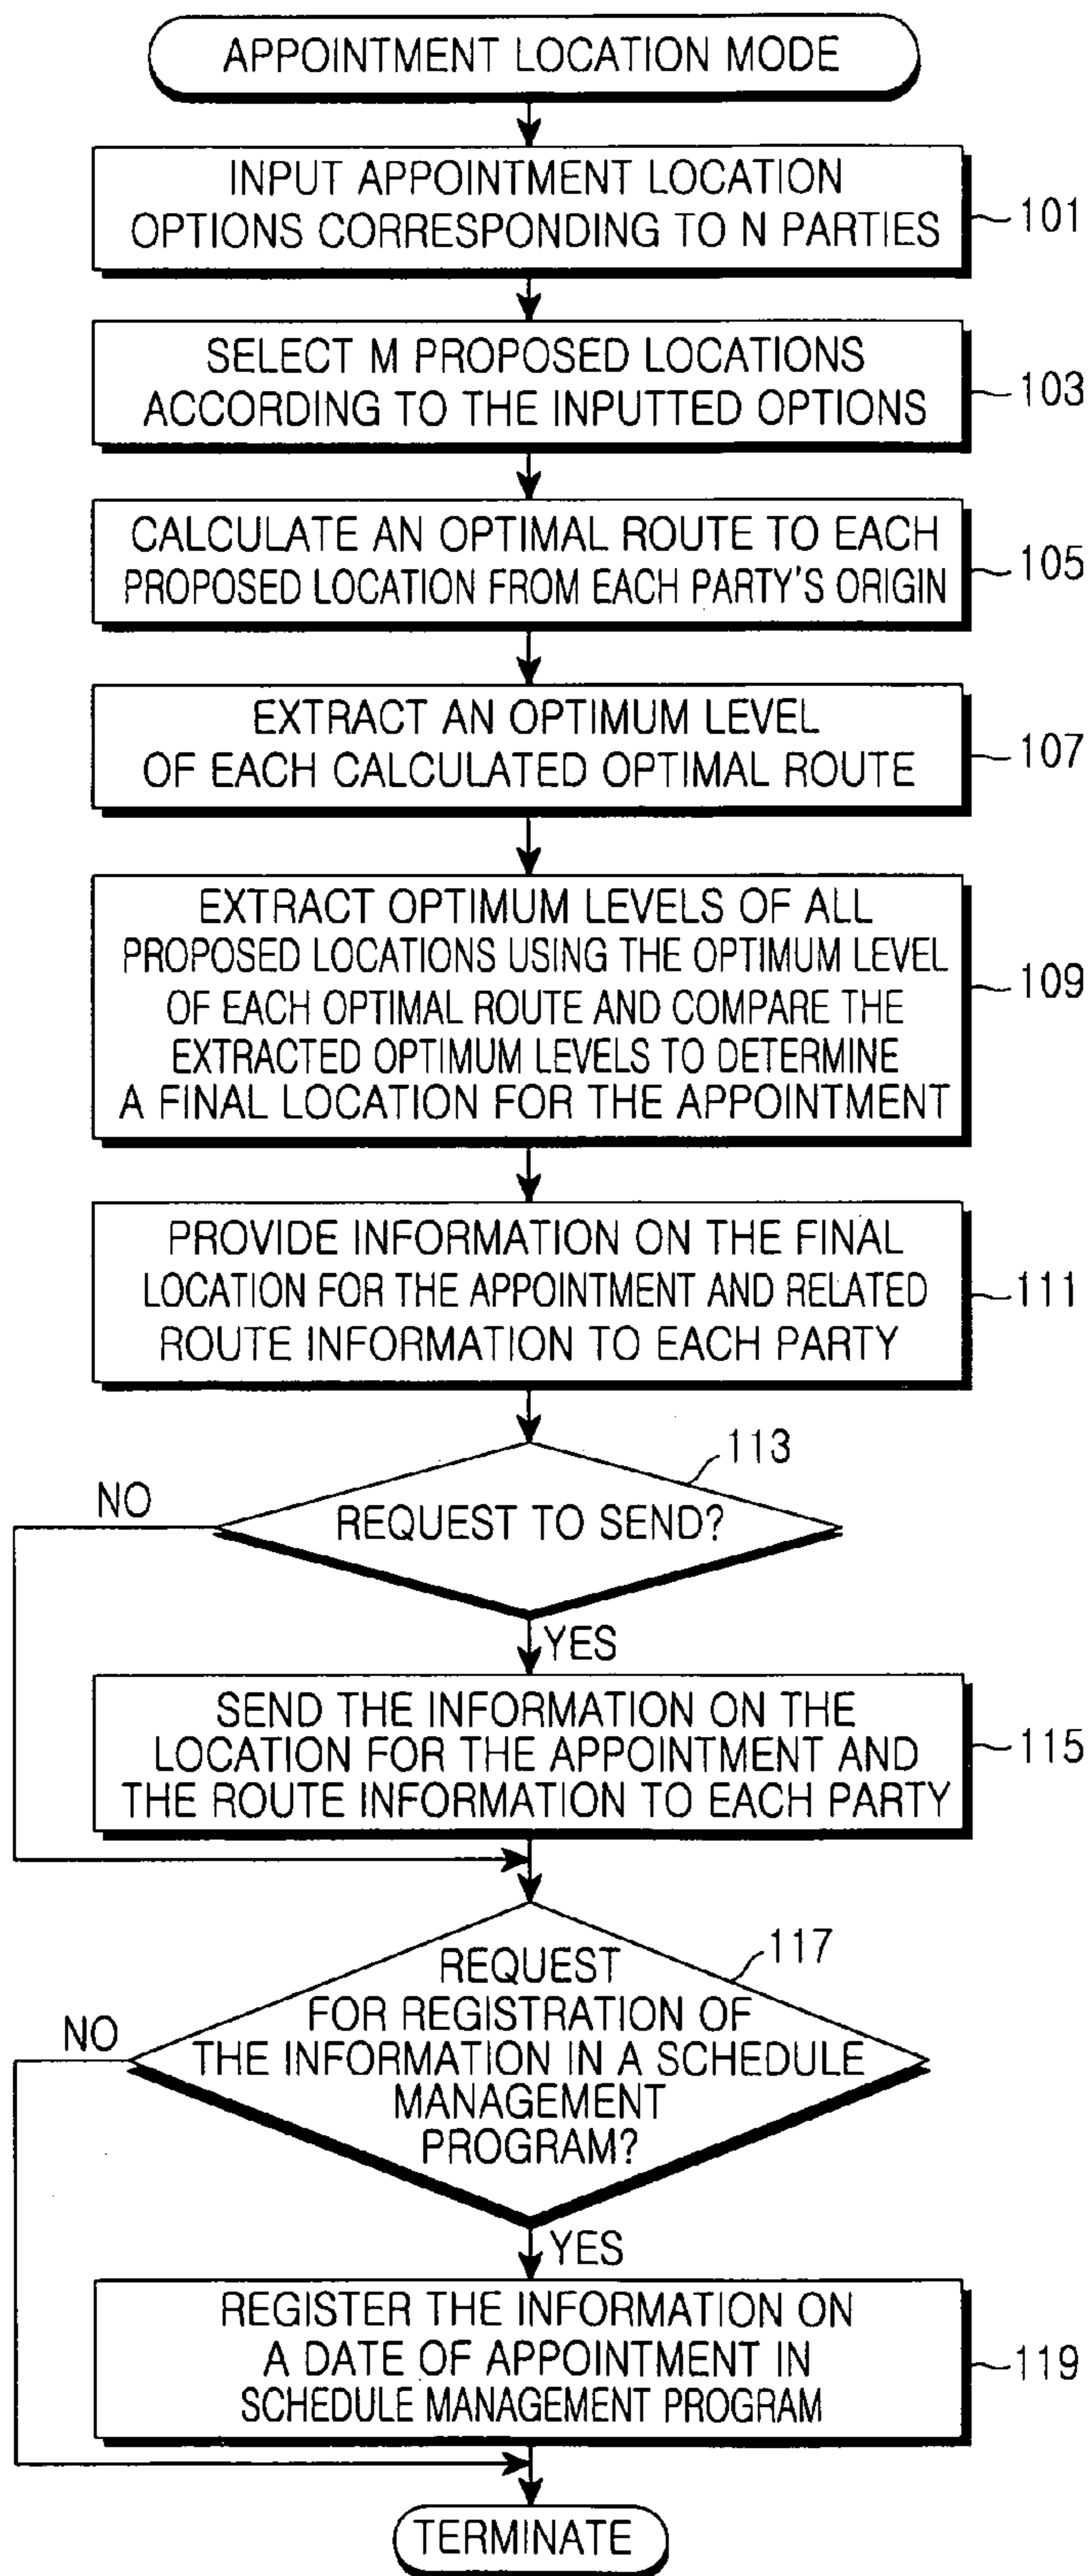 APPOINTMENT LOCATION MODE
INPUT APPOINTMENT LOCATION
OPTIONS CORRESPONDING TO N PARTIES
101
SELECT M PROPOSED LOCATIONS
ACCORDING TO THE INPUTTED OPTIONS
103
CALCULATE AN OPTIMAL ROUTE TO EACH
PROPOSED LOCATION FROM EACH PARTY'S ORIGIN
105
EXTRACT AN OPTIMUM LEVEL
OF EACH CALCULATED OPTIMAL ROUTE
107
EXTRACT OPTIMUM LEVELS OF ALL
PROPOSED LOCATIONS USING THE OPTIMUM LEVEL
OF EACH OPTIMAL ROUTE AND COMPARE THE
EXTRACTED OPTIMUM LEVELS TO DETERMINE
A FINAL LOCATION FOR THE APPOINTMENT
109
PROVIDE INFORMATION ON THE FINAL
LOCATION FOR THE APPOINTMENT AND RELATED
ROUTE INFORMATION TO EACH PARTY
111
113
NO
REQUEST TO SEND?
YES
SEND THE INFORMATION ON THE
LOCATION FOR THE APPOINTMENT AND
THE ROUTE INFORMATION TO EACH PARTY
115
117
REQUEST
FOR REGISTRATION OF
THE INFORMATION IN A SCHEDULE
MANAGEMENT
PROGRAM?
NO
YES
REGISTER THE INFORMATION ON
A DATE OF APPOINTMENT IN
SCHEDULE MANAGEMENT PROGRAM
119
TERMINATE